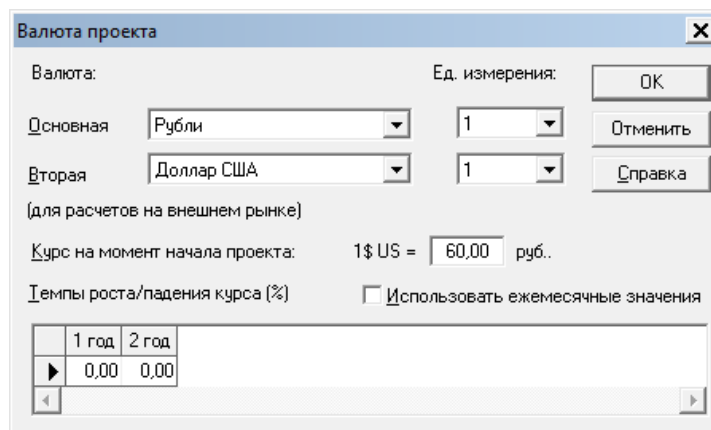 Валюта проекта
Валюта: Ед. измерения: OK
Основная Рубли 1 Отменить
Вторая Доллар США 1 Справка
(для расчетов на внешнем рынке)
Курс на момент начала проекта: 1$ US = 60,00 руб..
Темпы роста/падения курса (%) Использовать ежемесячные значения
1 год 2 год
0,00 0,00